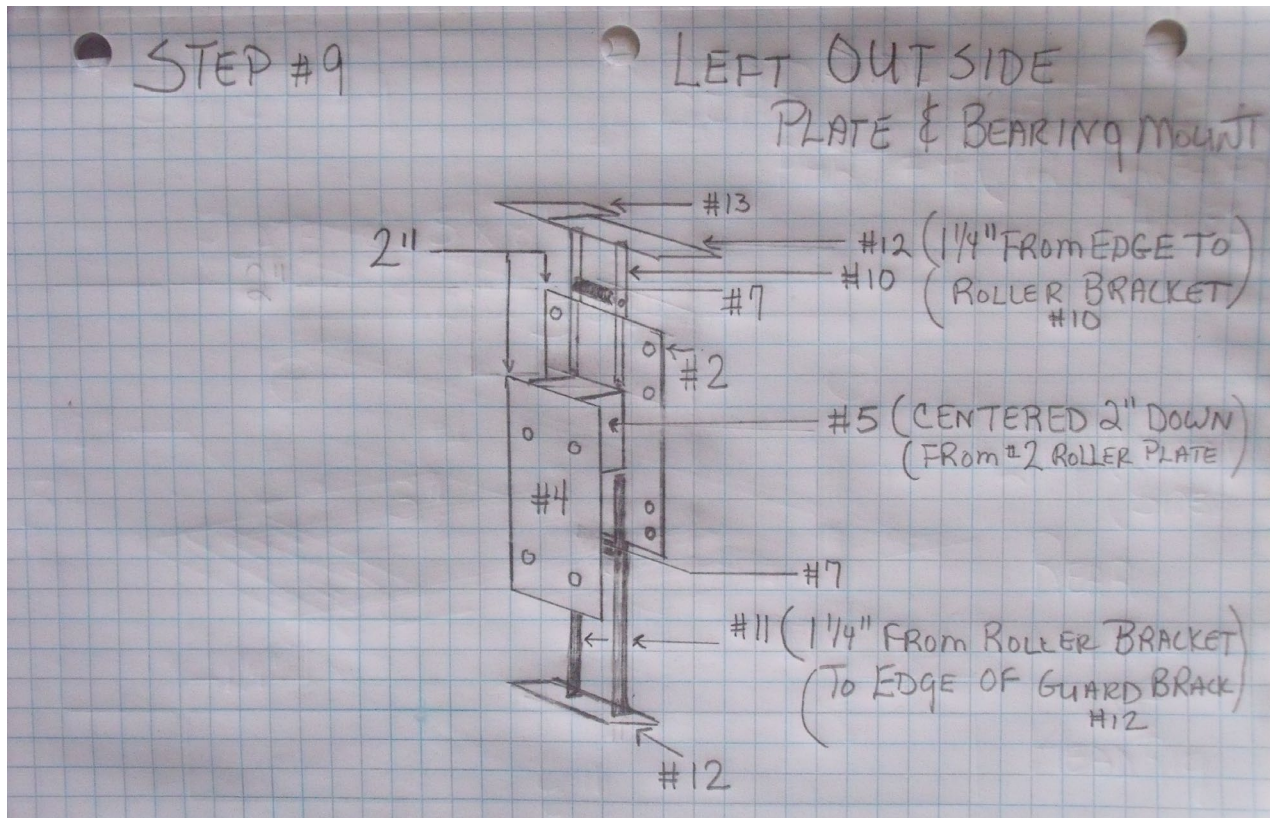 STEP #9
LEFT OUTSIDE
PLATE & BEARING MOUNT
#13
2"
2"
#12 (1 1/4" FROM EDGE TO
ROLLER BRACKET)
#10
#10
#7
#2
#5 (CENTERED 2" DOWN
(FROM #2 ROLLER PLATE)
#4
#7
#11 (1 1/4" FROM ROLLER BRACKET
(TO EDGE OF GUARD BRACK)
#12
#12